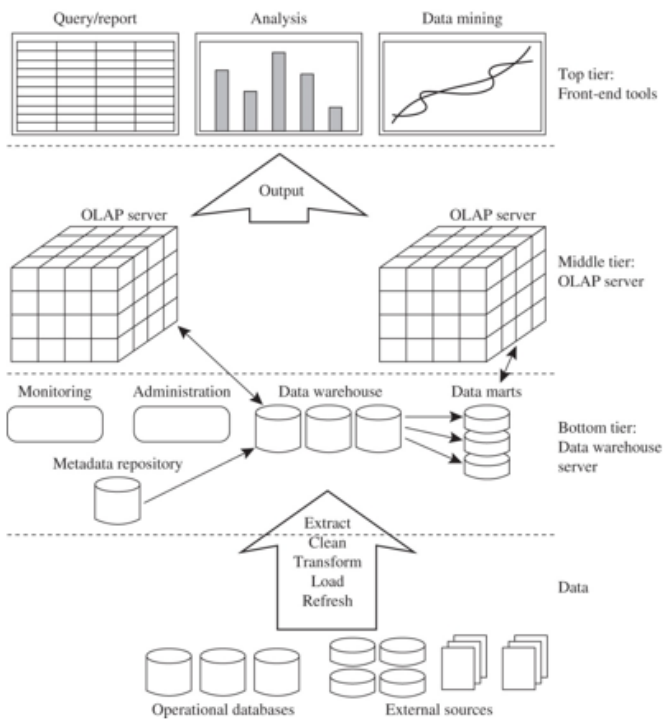 Query/report
Analysis
Data mining
Top tier:
Front-end tools
Output
OLAP server
OLAP server
Middle tier:
OLAP server
Monitoring
Administration
Data warehouse
Data marts
Metadata repository
Bottom tier:
Data warehouse
server
Extract
Clean
Transform
Load
Refresh
Data
Operational databases
External sources